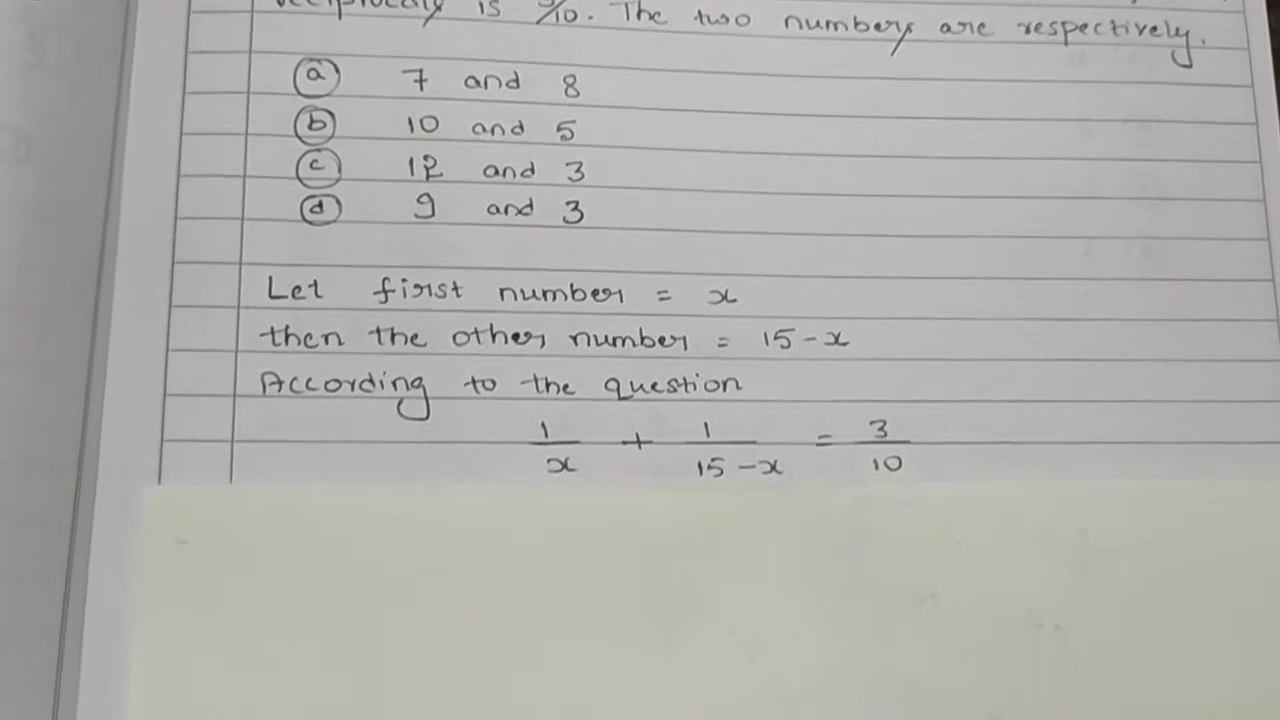 is 3/10. The two numbers are respectively.
(a) 7 and 8
(b) 10 and 5
(c) 12 and 3
(d) 9 and 3
Let first number = x
then the other number = 15-x
According to the question
1/x + 1/15-x = 3/10